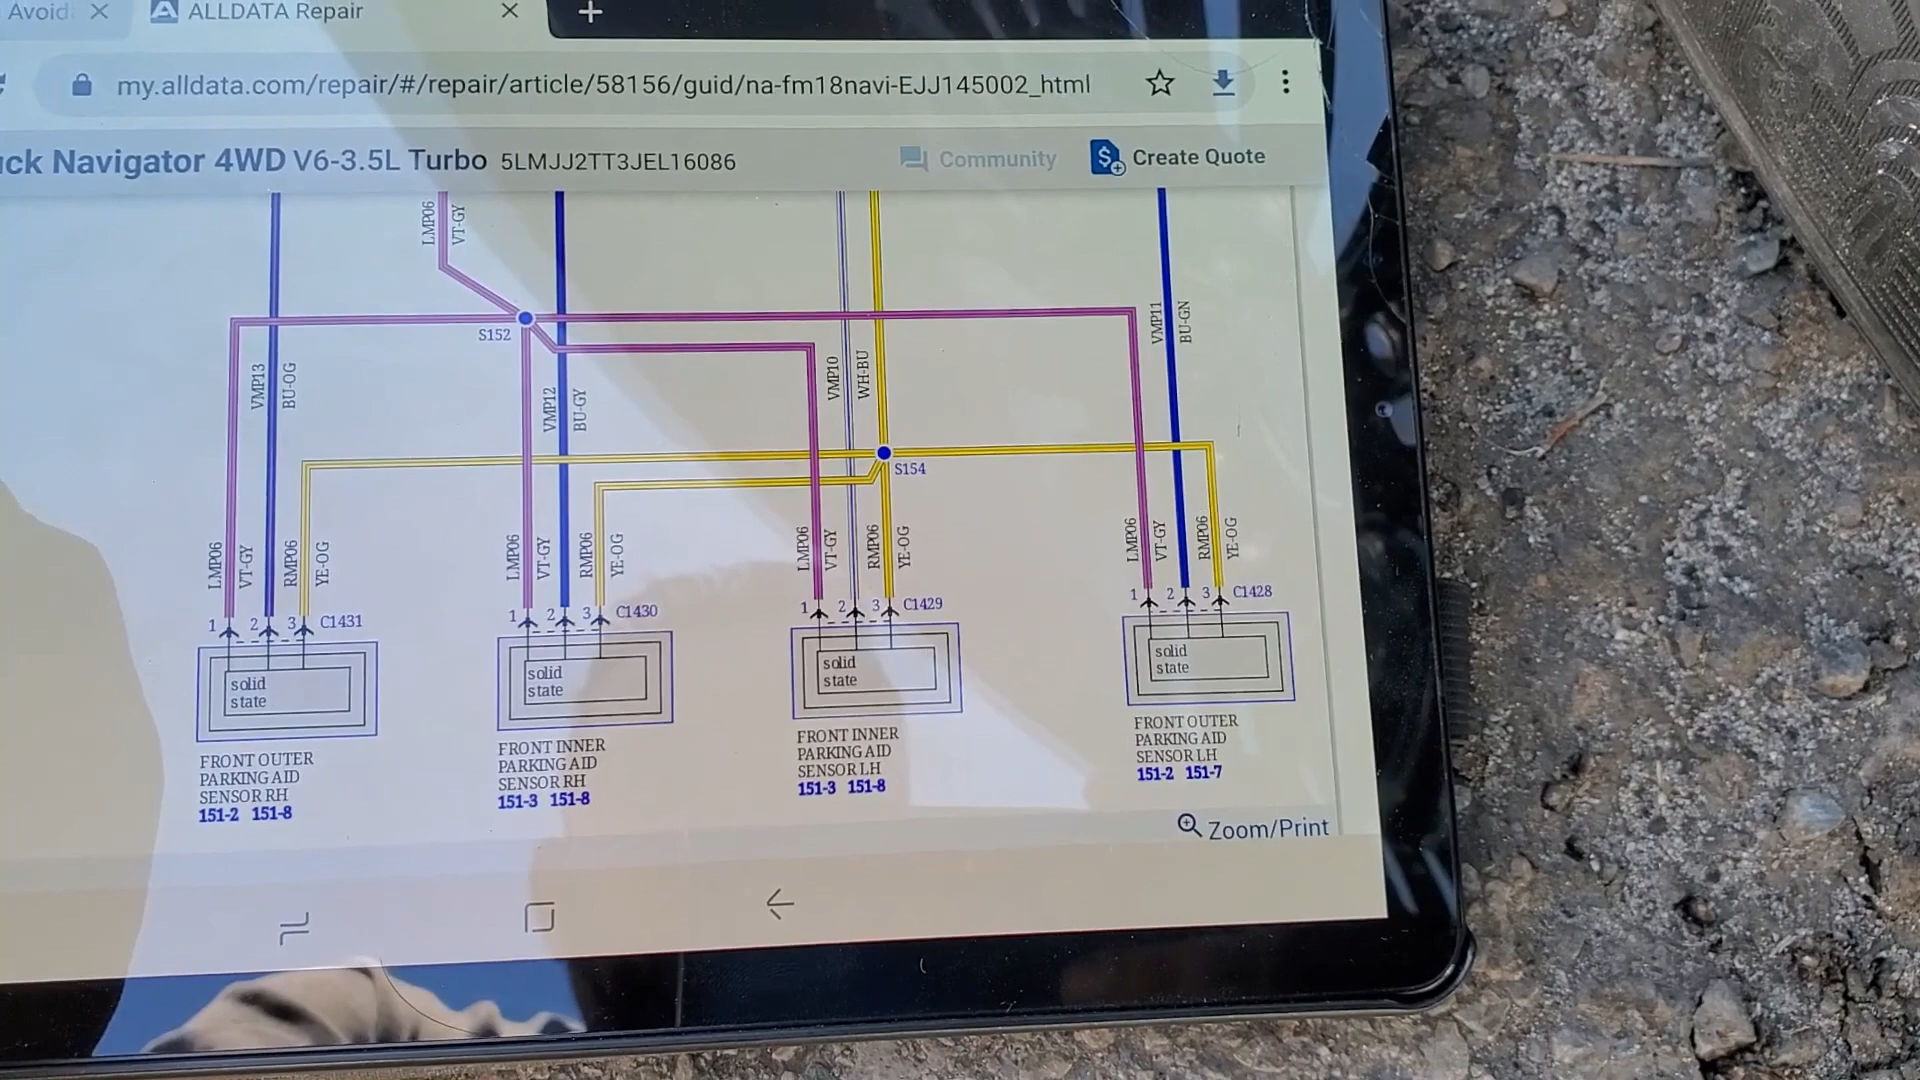 Avoid
ALLDATA Repair
my.alldata.com/repair/#/repair/article/58156/guid/na-fm18navi-EJJ145002_html
ck Navigator 4WD V6-3.5L Turbo 5LMJJ2TT3JEL16086
Community
Create Quote
LMP06
VT-GY
S152
VMP13
BU-OG
VMP12
BU-GY
VMP10
WH-BU
VMP11
BU-GN
S154
LMP06
VT-GY
RMP06
YE-OG
LMP06
VT-GY
RMP06
YE-OG
LMP06
VT-GY
RMP06
YE-OG
LMP06
VT-GY
RMP06
YE-OG
1 2 3 C1431
1 2 3 C1430
1 2 3 C1429
1 2 3 C1428
solid
state
solid
state
solid
state
solid
state
FRONT OUTER
PARKING AID
SENSOR RH
151-2 151-8
FRONT INNER
PARKING AID
SENSOR RH
151-3 151-8
FRONT INNER
PARKING AID
SENSOR LH
151-3 151-8
FRONT OUTER
PARKING AID
SENSOR LH
151-2 151-7
Zoom/Print